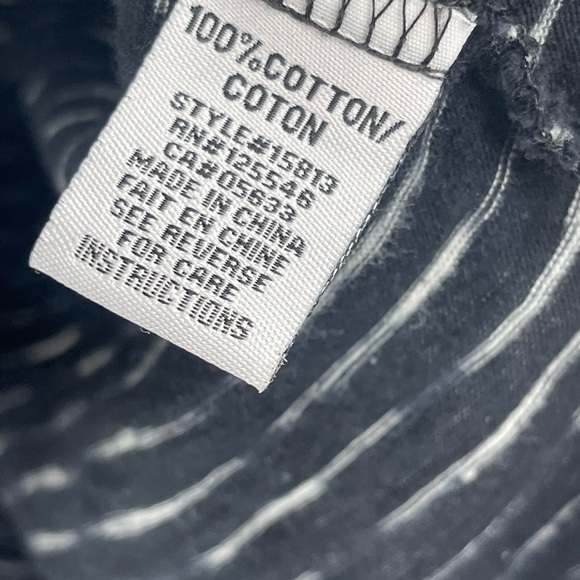 100%COTTON/
COTON
STYLE#15813
RN#125546
CA#05633
MADE IN CHINA
FAIT EN CHINE
SEE REVERSE
FOR CARE
INSTRUCTIONS